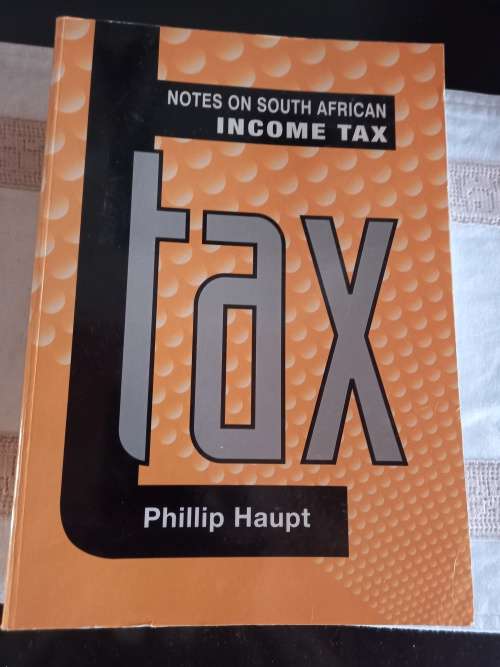 NOTES ON SOUTH AFRICAN
INCOME TAX
tax
Phillip Haupt